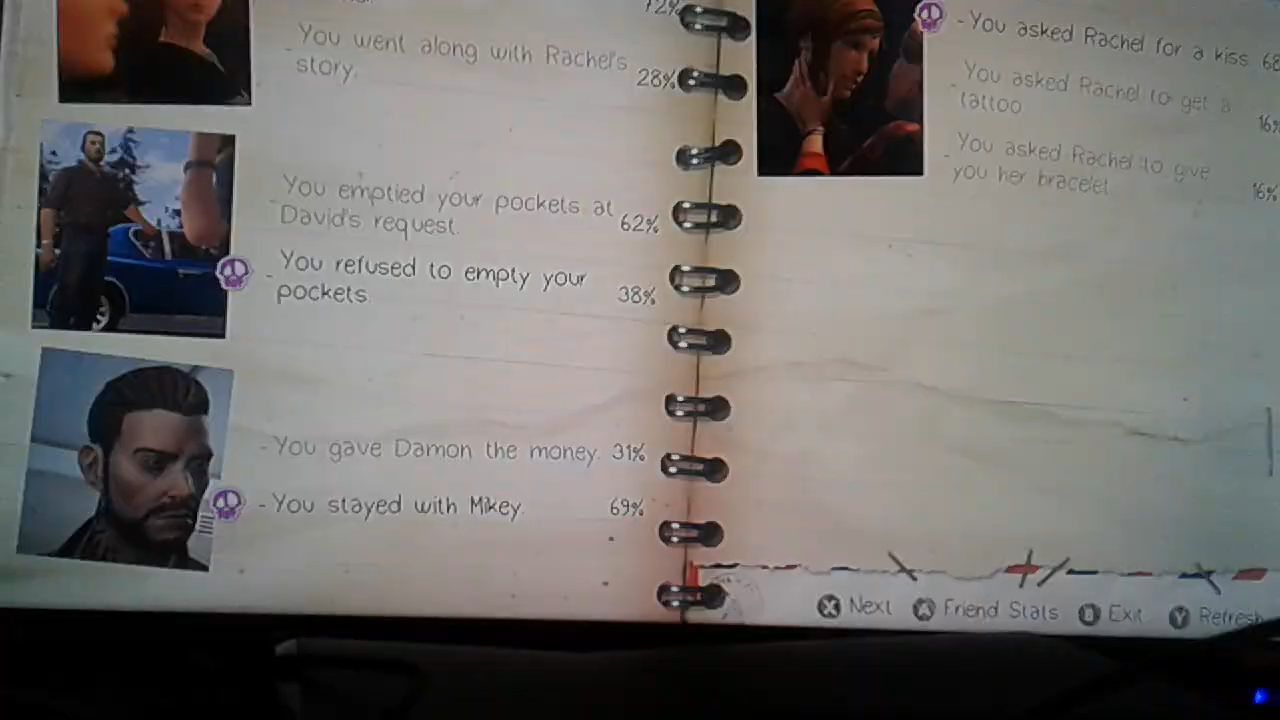 72%
- You went along with Rachel's
story.
28%
- You emptied your pockets at
David's request.
62%
- You refused to empty your
pockets.
38%
- You gave Damon the money. 31%
- You stayed with Mikey. 69%
- You asked Rachel for a kiss 68
- You asked Rachel to get a
tattoo
16%
- You asked Rachel to give
you her bracelet
16%
X Next A Friend Stats B Exit Y Refresh